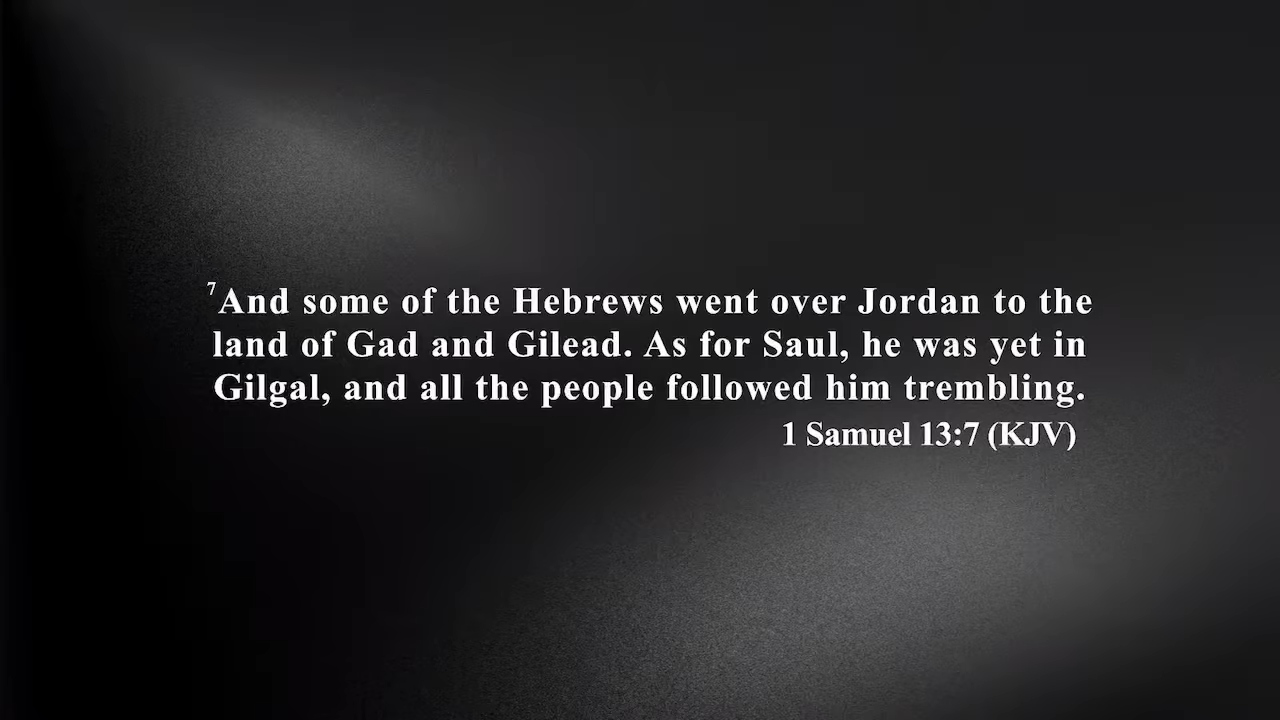 ⁷And some of the Hebrews went over Jordan to the
land of Gad and Gilead. As for Saul, he was yet in
Gilgal, and all the people followed him trembling.
1 Samuel 13:7 (KJV)